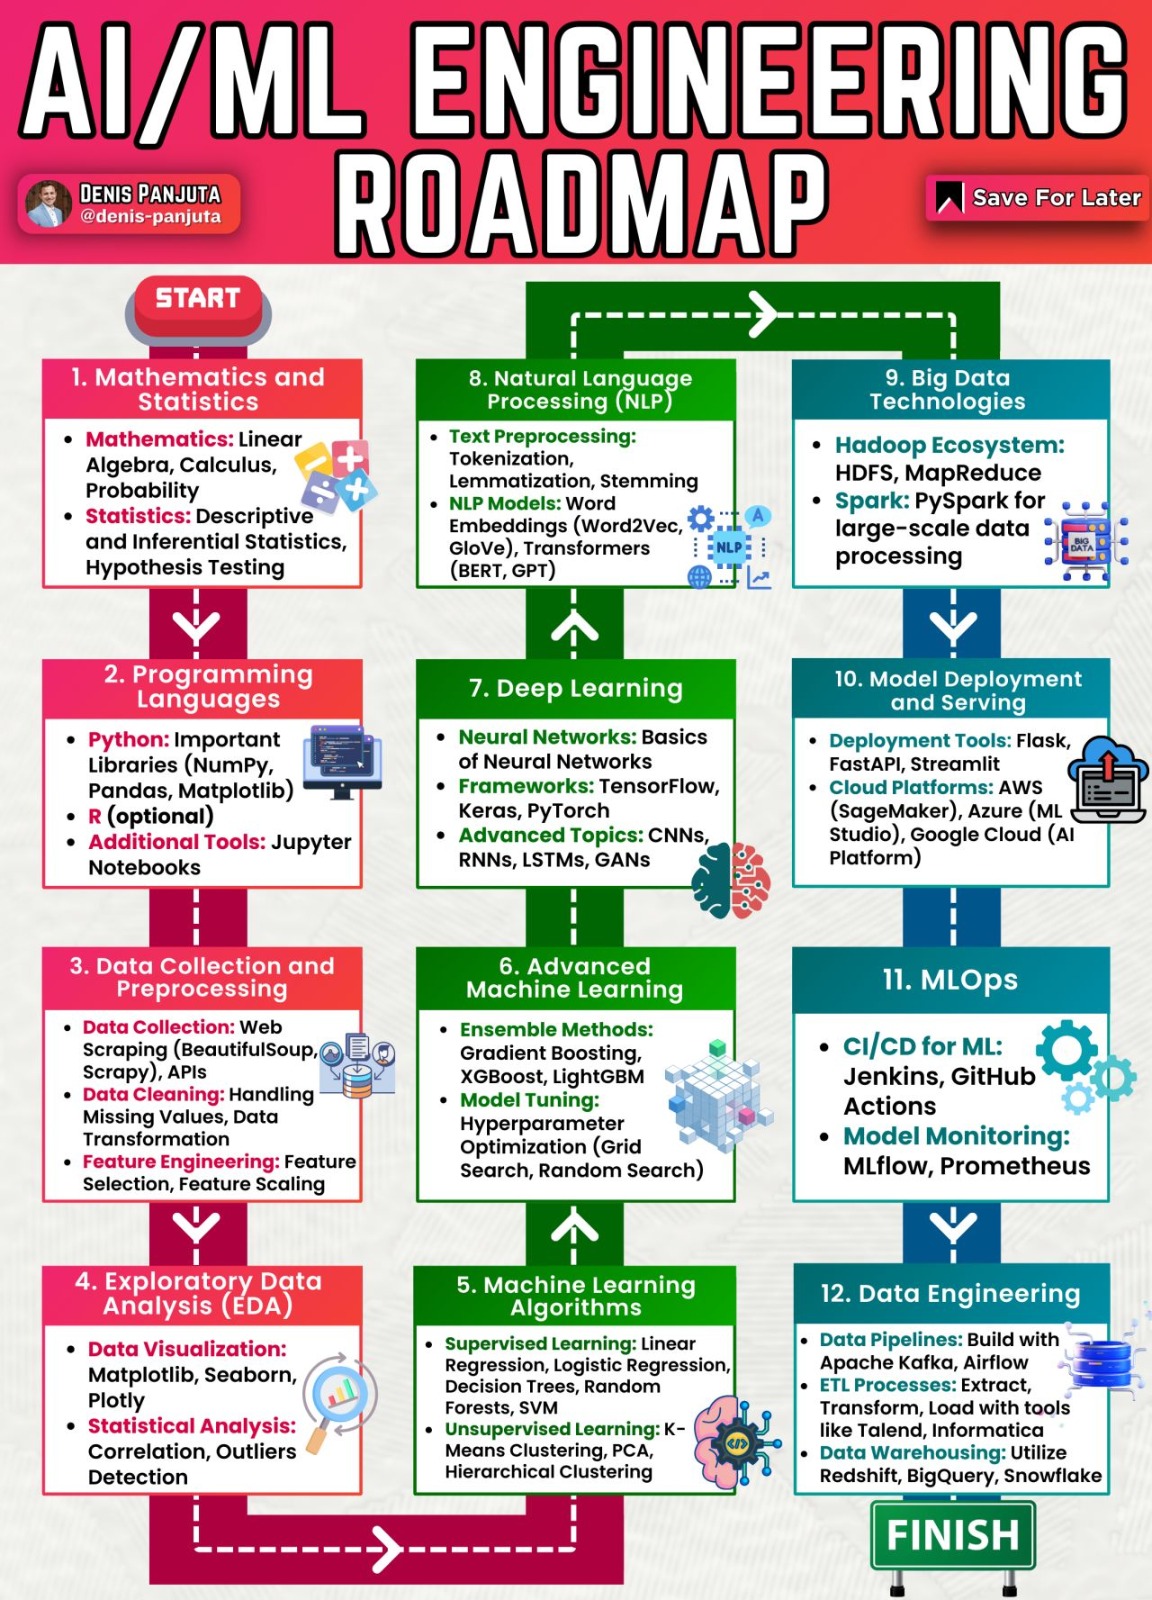 AI/ML ENGINEERING
ROADMAP
DENIS PANJUTA
@denis-panjuta
Save For Later
START
1. Mathematics and
Statistics
Mathematics: Linear
Algebra, Calculus,
Probability
Statistics: Descriptive
and Inferential Statistics,
Hypothesis Testing
2. Programming
Languages
Python: Important
Libraries (NumPy,
Pandas, Matplotlib)
R (optional)
Additional Tools: Jupyter
Notebooks
3. Data Collection and
Preprocessing
Data Collection: Web
Scraping (BeautifulSoup,
Scrapy), APIs
Data Cleaning: Handling
Missing Values, Data
Transformation
Feature Engineering: Feature
Selection, Feature Scaling
4. Exploratory Data
Analysis (EDA)
Data Visualization:
Matplotlib, Seaborn,
Plotly
Statistical Analysis:
Correlation, Outliers
Detection
5. Machine Learning
Algorithms
Supervised Learning: Linear
Regression, Logistic Regression,
Decision Trees, Random
Forests, SVM
Unsupervised Learning: K-
Means Clustering, PCA,
Hierarchical Clustering
</>
6. Advanced
Machine Learning
Ensemble Methods:
Gradient Boosting,
XGBoost, LightGBM
Model Tuning:
Hyperparameter
Optimization (Grid
Search, Random Search)
7. Deep Learning
Neural Networks: Basics
of Neural Networks
Frameworks: TensorFlow,
Keras, PyTorch
Advanced Topics: CNNs,
RNNs, LSTMs, GANs
8. Natural Language
Processing (NLP)
Text Preprocessing:
Tokenization,
Lemmatization, Stemming
NLP Models: Word
Embeddings (Word2Vec,
GloVe), Transformers
(BERT, GPT)
A
NLP
9. Big Data
Technologies
Hadoop Ecosystem:
HDFS, MapReduce
Spark: PySpark for
large-scale data
processing
BIG
DATA
10. Model Deployment
and Serving
Deployment Tools: Flask,
FastAPI, Streamlit
Cloud Platforms: AWS
(SageMaker), Azure (ML
Studio), Google Cloud (AI
Platform)
11. MLOps
CI/CD for ML:
Jenkins, GitHub
Actions
Model Monitoring:
MLflow, Prometheus
12. Data Engineering
Data Pipelines: Build with
Apache Kafka, Airflow
ETL Processes: Extract,
Transform, Load with tools
like Talend, Informatica
Data Warehousing: Utilize
Redshift, BigQuery, Snowflake
FINISH